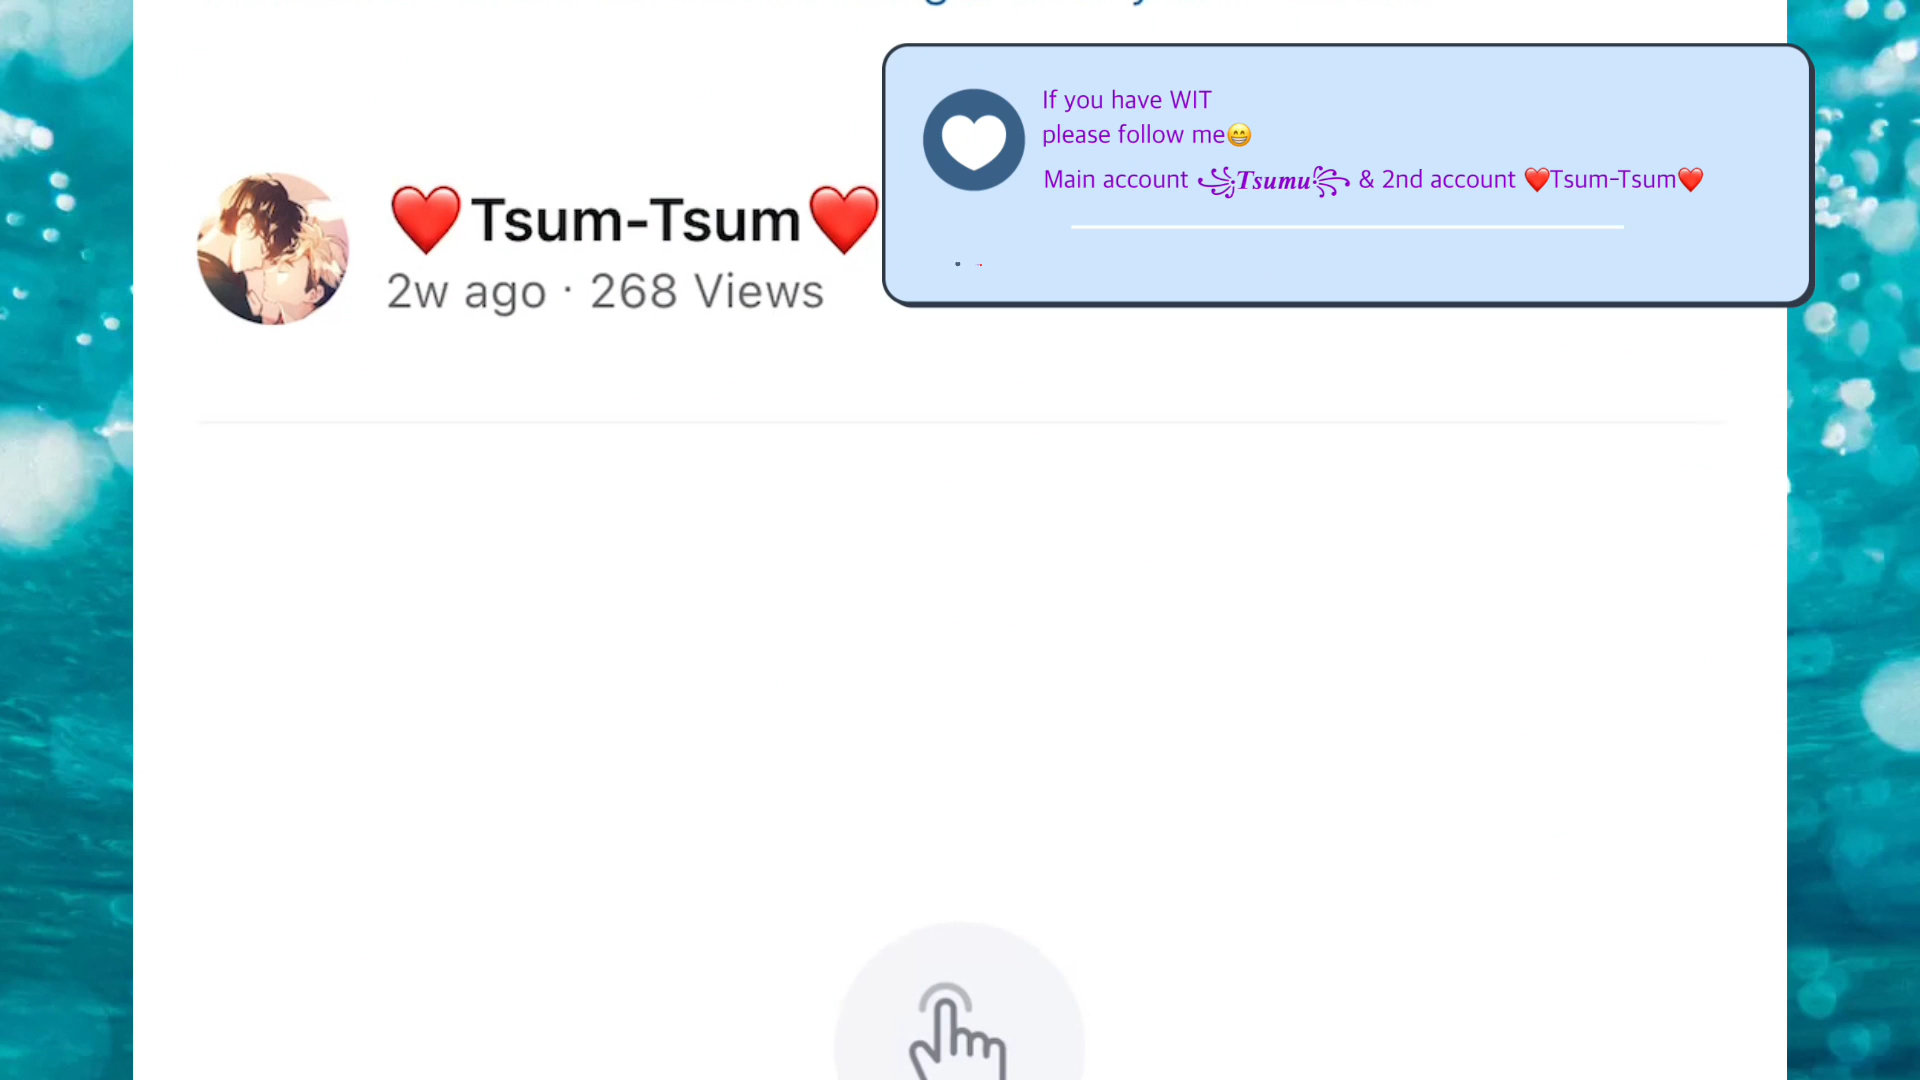 If you have WIT
please follow me😁
Main account ꧁Tsumu꧂ & 2nd account ❤️Tsum-Tsum❤️
❤️Tsum-Tsum❤️
2w ago · 268 Views